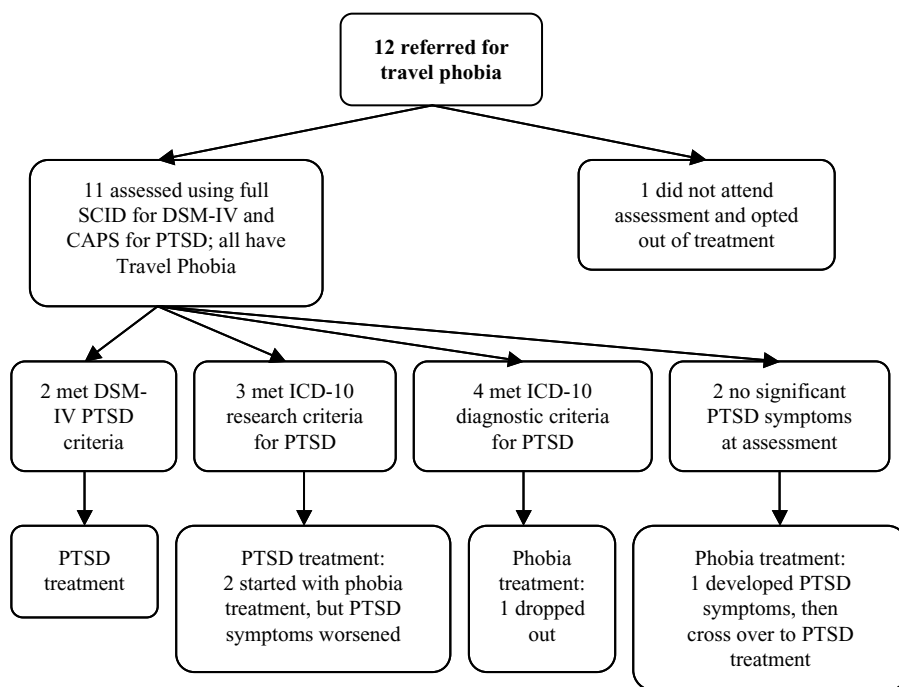 12 referred for
travel phobia
11 assessed using full
SCID for DSM-IV and
CAPS for PTSD; all have
Travel Phobia
1 did not attend
assessment and opted
out of treatment
2 met DSM-
IV PTSD
criteria
3 met ICD-10
research criteria
for PTSD
4 met ICD-10
diagnostic criteria
for PTSD
2 no significant
PTSD symptoms
at assessment
PTSD
treatment
PTSD treatment:
2 started with phobia
treatment, but PTSD
symptoms worsened
Phobia
treatment:
1 dropped
out
Phobia treatment:
1 developed PTSD
symptoms, then
cross over to PTSD
treatment